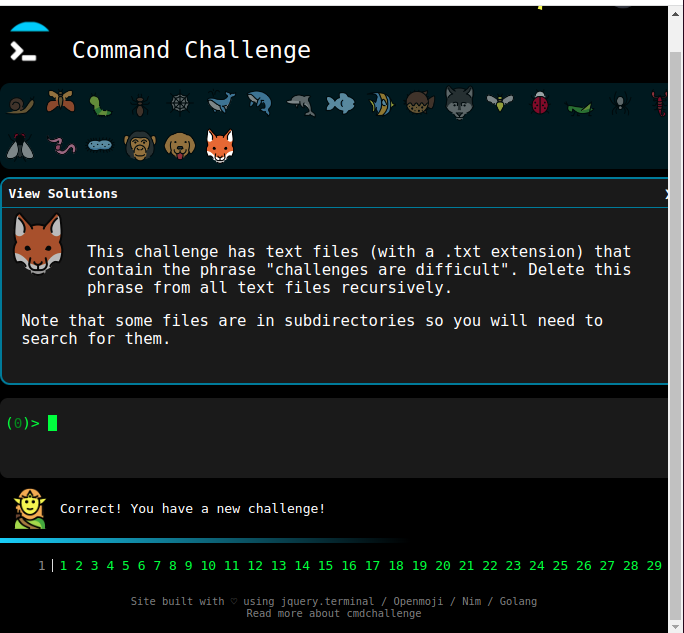 Command Challenge
View Solutions
This challenge has text files (with a .txt extension) that
contain the phrase "challenges are difficult". Delete this
phrase from all text files recursively.
Note that some files are in subdirectories so you will need to
search for them.
(0)>
Correct! You have a new challenge!
1 | 1 2 3 4 5 6 7 8 9 10 11 12 13 14 15 16 17 18 19 20 21 22 23 24 25 26 27 28 29
Site built with ♡ using jquery.terminal / Openmoji / Nim / Golang
Read more about cmdchallenge